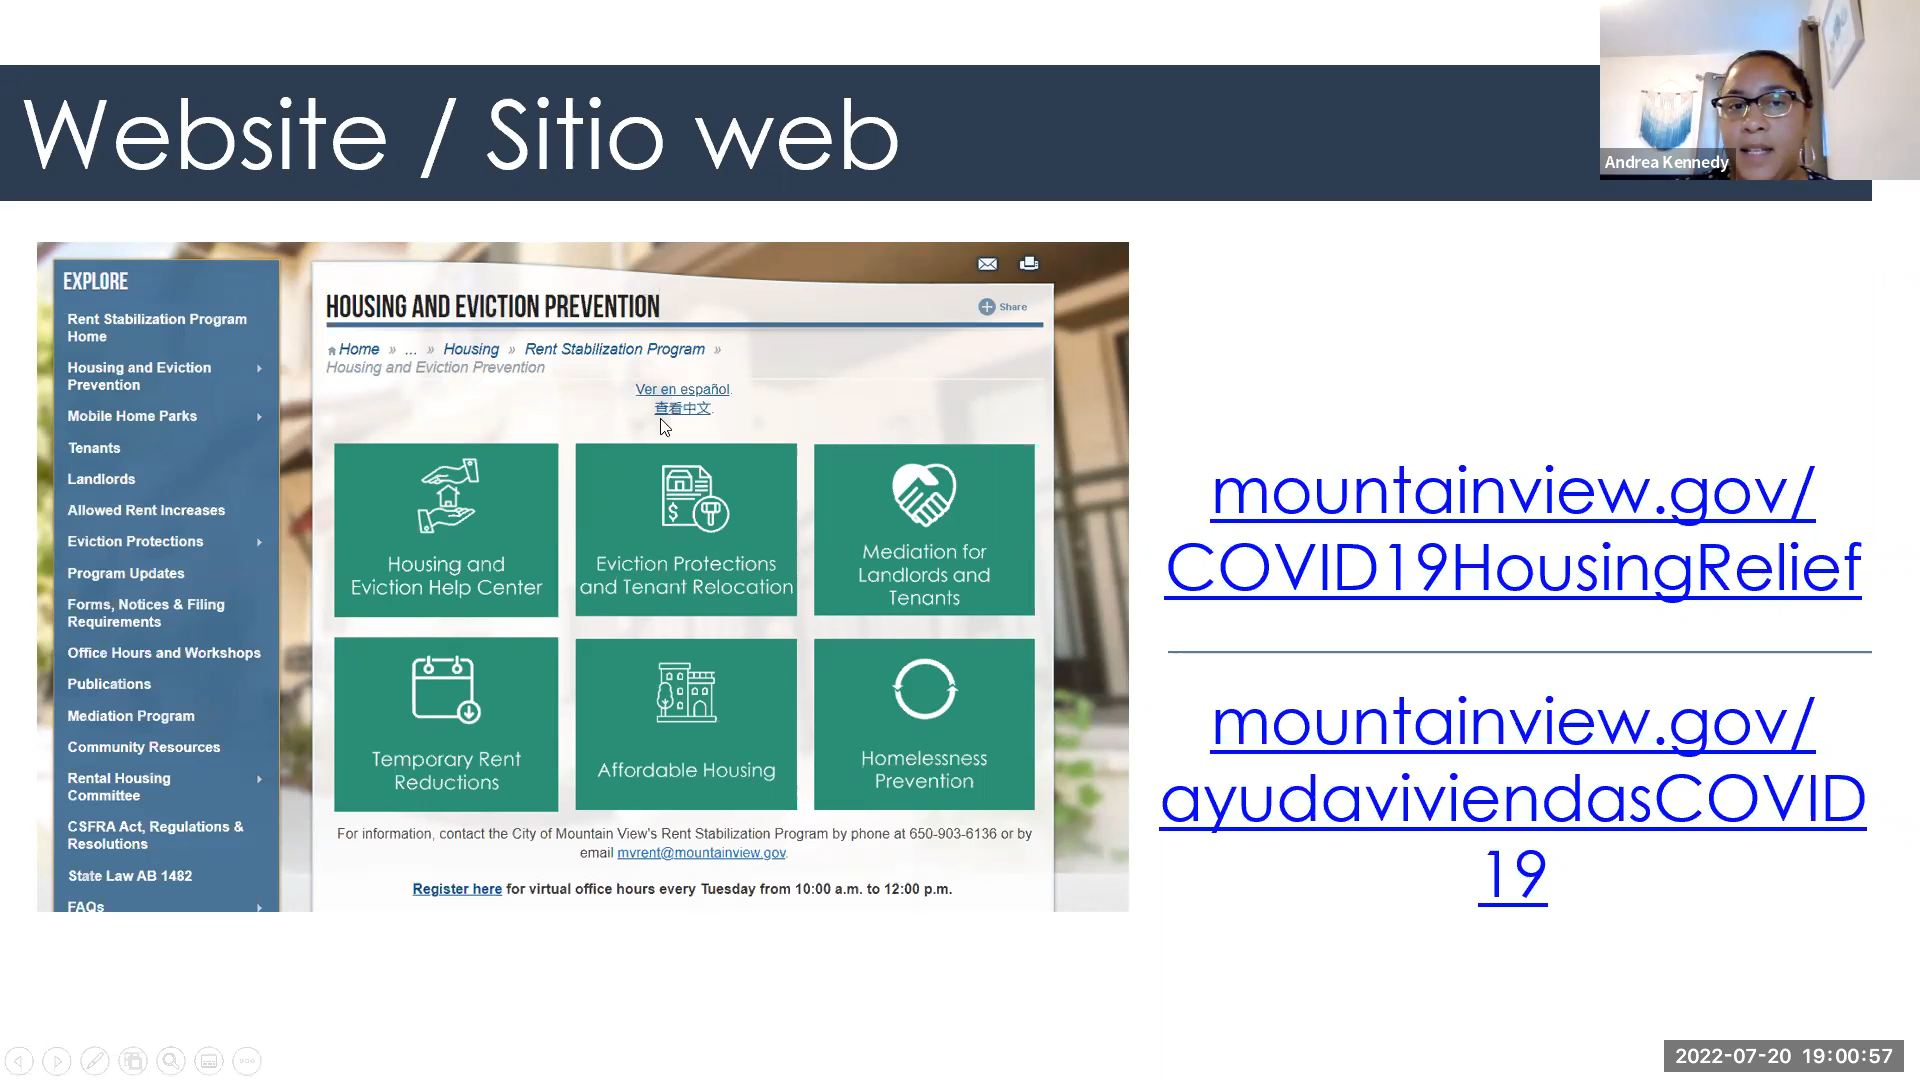 Website / Sitio web
Andrea Kennedy
EXPLORE
Rent Stabilization Program
Home
Housing and Eviction
Prevention
Mobile Home Parks
Tenants
Landlords
Allowed Rent Increases
Eviction Protections
Program Updates
Forms, Notices & Filing
Requirements
Office Hours and Workshops
Publications
Mediation Program
Community Resources
Rental Housing
Committee
CSFRA Act, Regulations &
Resolutions
State Law AB 1482
FAQs
HOUSING AND EVICTION PREVENTION
Share
Home » ... » Housing » Rent Stabilization Program »
Housing and Eviction Prevention
Ver en español.
查看中文.
Housing and
Eviction Help Center
Eviction Protections
and Tenant Relocation
Mediation for
Landlords and
Tenants
Temporary Rent
Reductions
Affordable Housing
Homelessness
Prevention
For information, contact the City of Mountain View's Rent Stabilization Program by phone at 650-903-6136 or by
email mvrent@mountainview.gov.
Register here for virtual office hours every Tuesday from 10:00 a.m. to 12:00 p.m.
mountainview.gov/
COVID19HousingRelief
mountainview.gov/
ayudaviviendasCOVID
19
2022-07-20 19:00:57